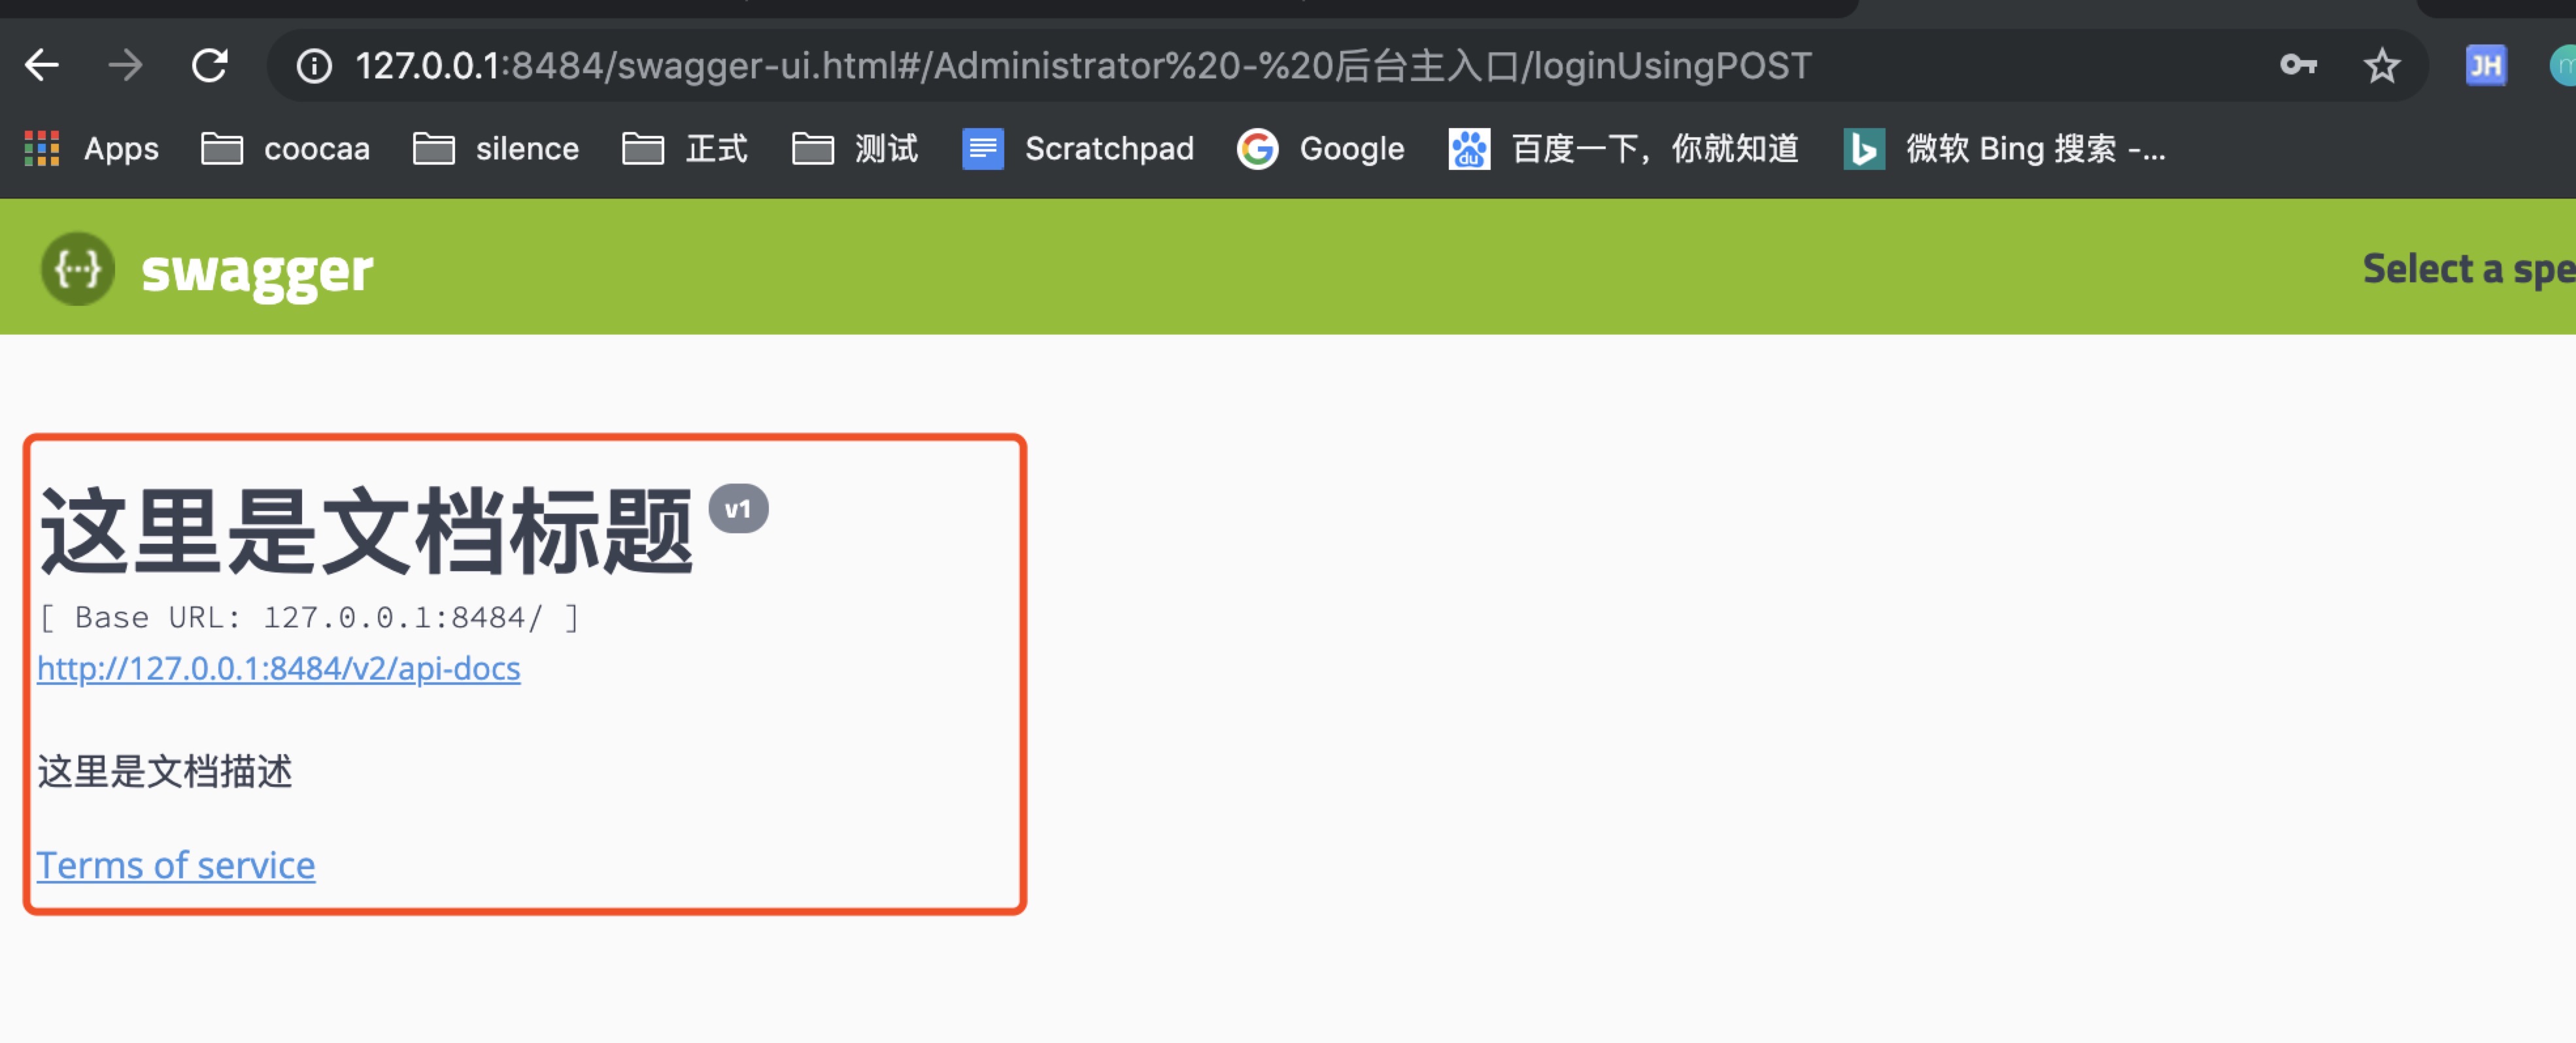 127.0.0.1:8484/swagger-ui.html#/Administrator%20-%20后台主入口/loginUsingPOST
JH
Apps coocaa silence 正式 测试 Scratchpad Google du 百度一下，你就知道 微软 Bing 搜索 -...
{···} swagger Select a spe
这里是文档标题 v1
[ Base URL: 127.0.0.1:8484/ ]
http://127.0.0.1:8484/v2/api-docs
这里是文档描述
Terms of service